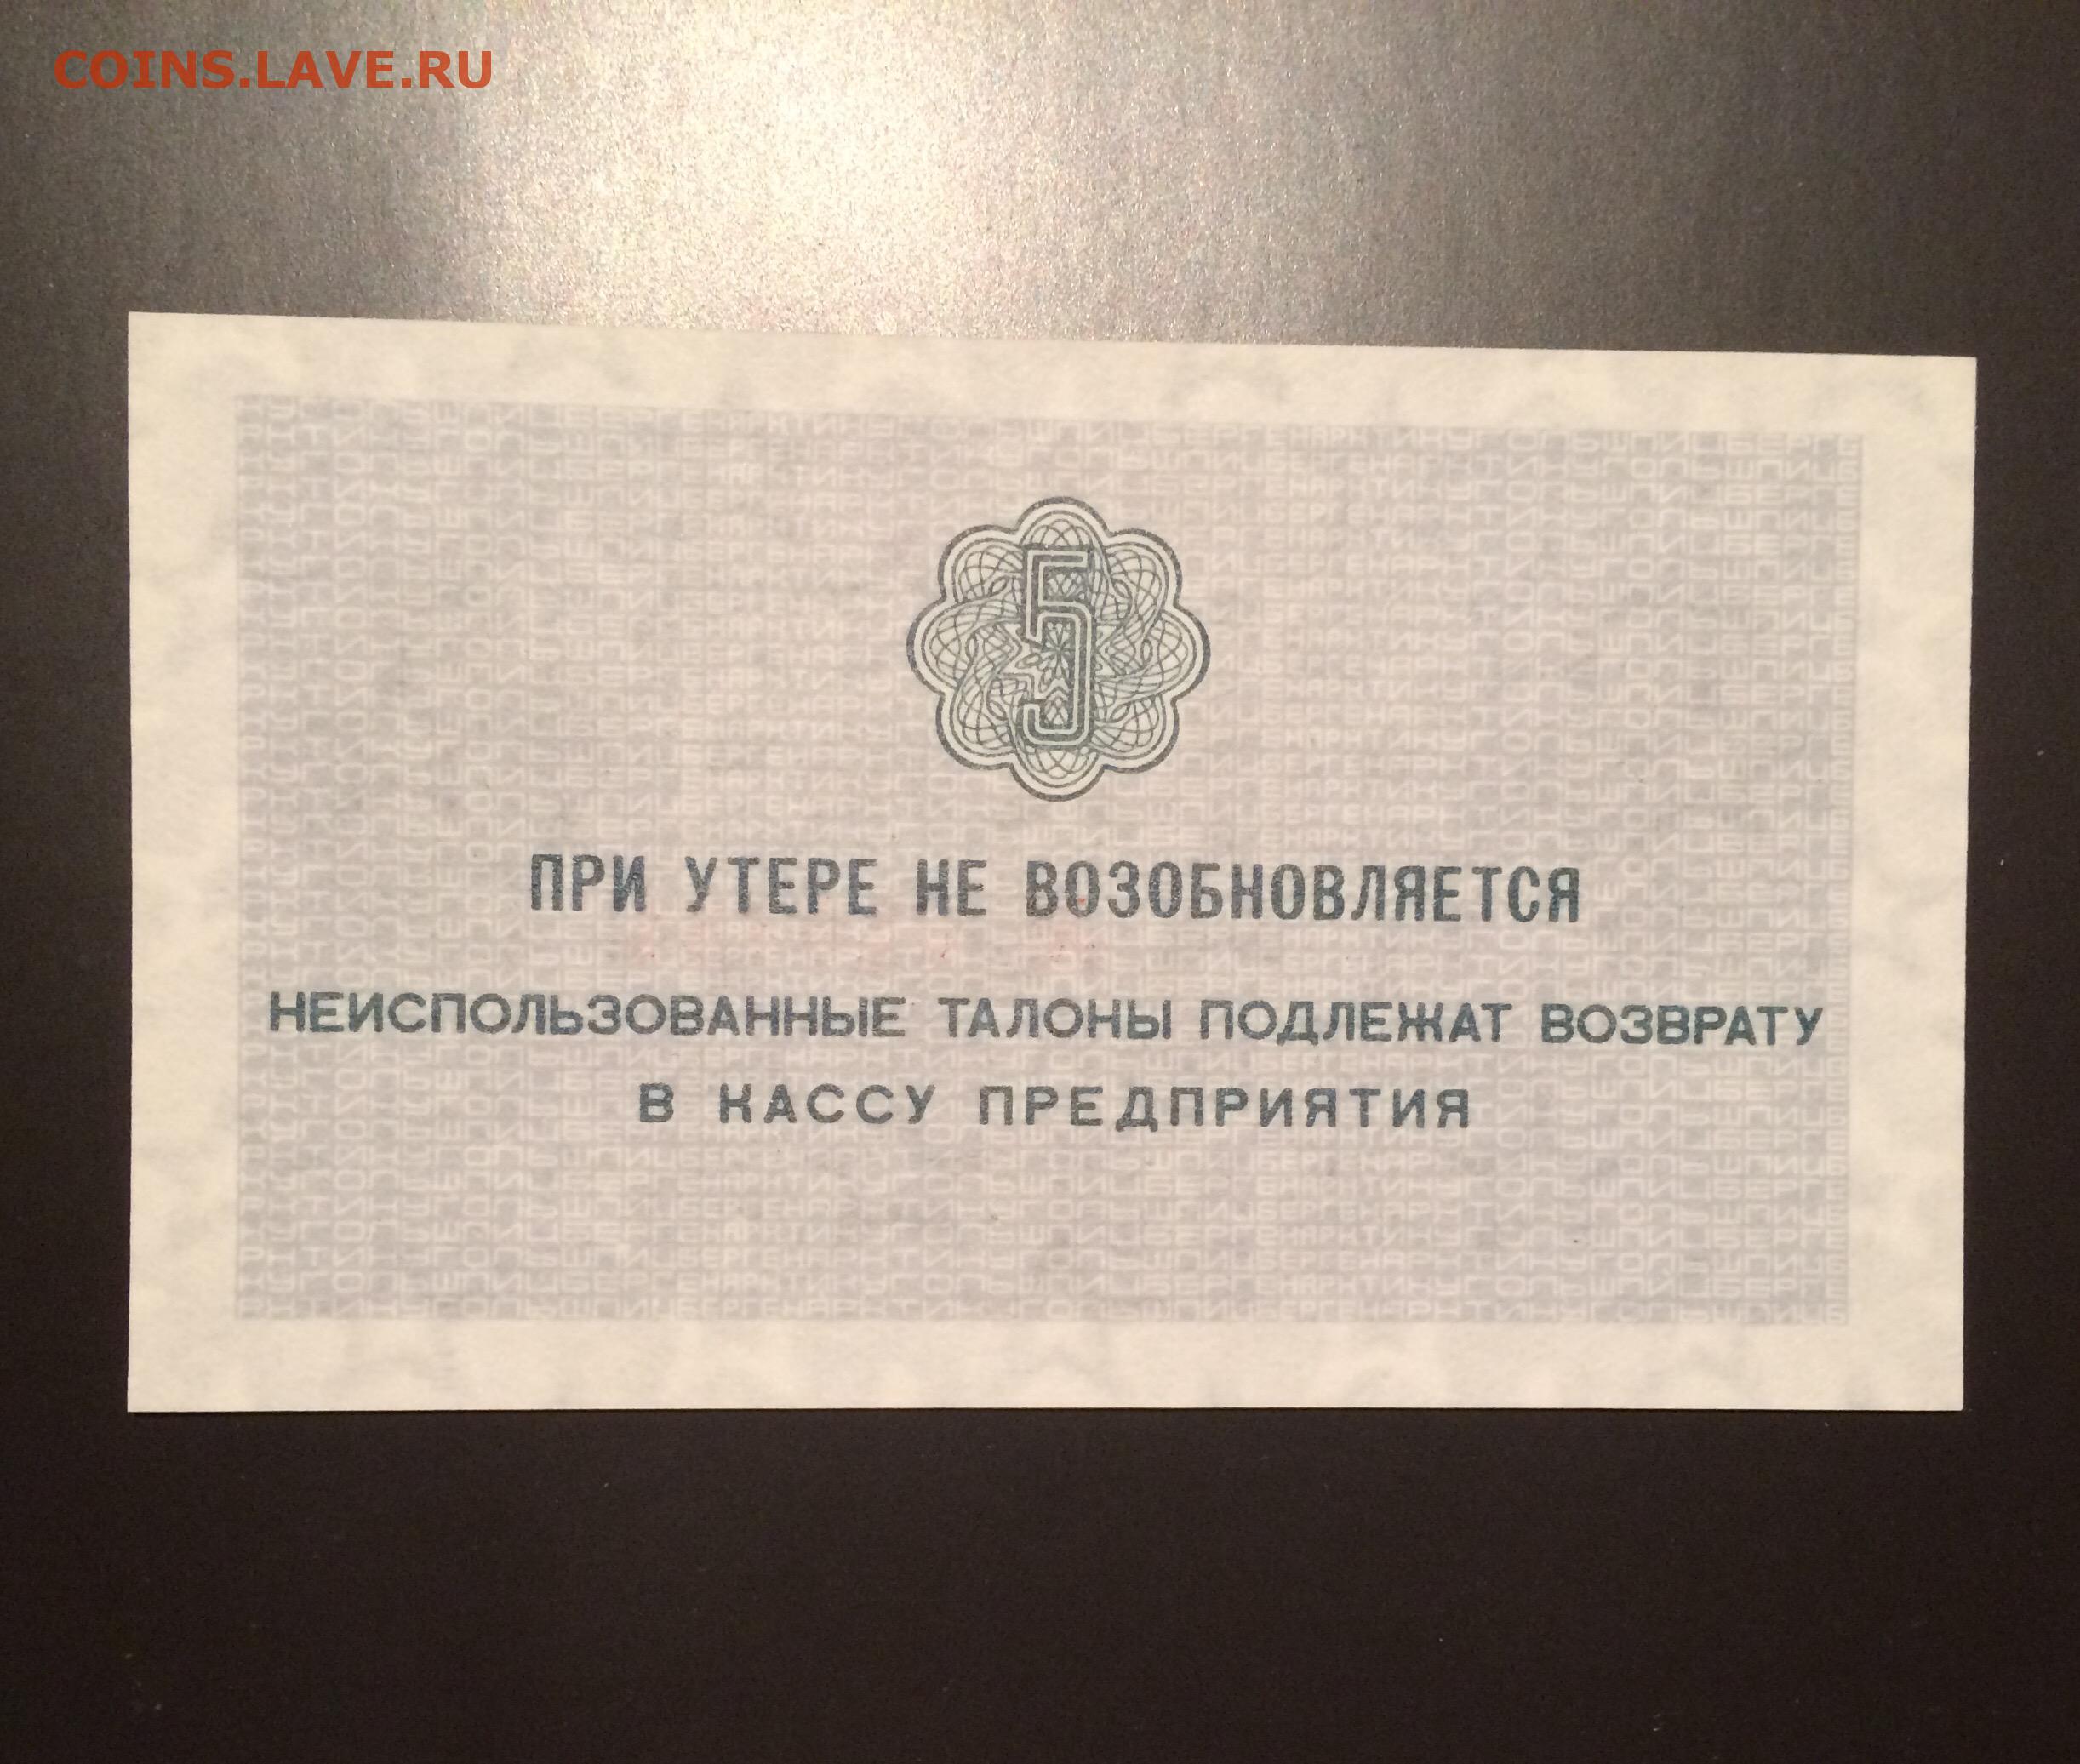 COINS.LAVE.RU
5
ПРИ УТЕРЕ НЕ ВОЗОБНОВЛЯЕТСЯ
НЕИСПОЛЬЗОВАННЫЕ ТАЛОНЫ ПОДЛЕЖАТ ВОЗВРАТУ
В КАССУ ПРЕДПРИЯТИЯ